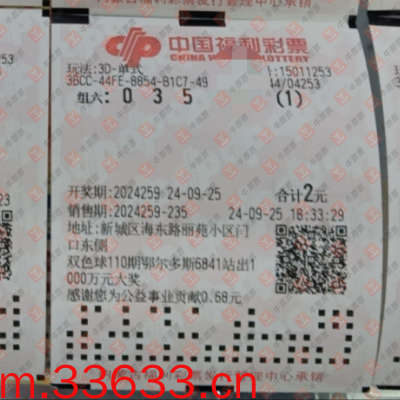 中国福利彩票
CHINA LOTTERY
玩法:3D-单式 :15011253
36CC-44FE-8854-B1C7-49 44/04253
组六: 0 3 5 (1)
开奖期:2024259 24-09-25 合计2元
销售期:2024259-235 24-09-25 18:33:29
地址:新城区海东路丽苑小区门
口东侧
双色球110期鄂尔多斯6841站出1
000万元大奖
感谢您为公益事业贡献0.68元
m.33633.cn